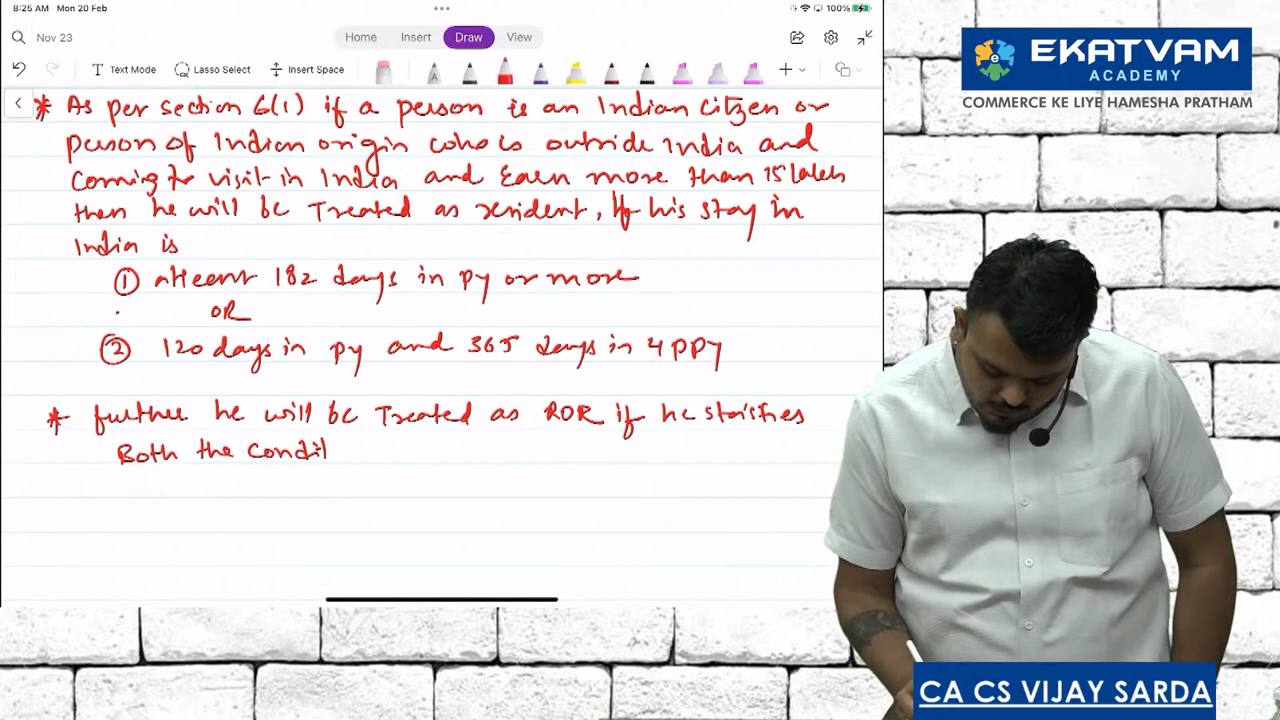 8:25 AM Mon 20 Feb
100%
Nov 23
Home Insert Draw View
Text Mode Lasso Select Insert Space
* As per section 6(1) if a person is an Indian citizen or
person of Indian origin who is outside India and
coming to visit in India and Earn more than 15 lakh
then he will be Treated as resident, If his stay in
India is
① atleast 182 days in py or more
OR
② 120 days in py and 365 days in 4 PPY
* further he will be Treated as ROR if he staisfies
Both the Condit
EKATVAM
ACADEMY
COMMERCE KE LIYE HAMESHA PRATHAM
CA CS VIJAY SARDA